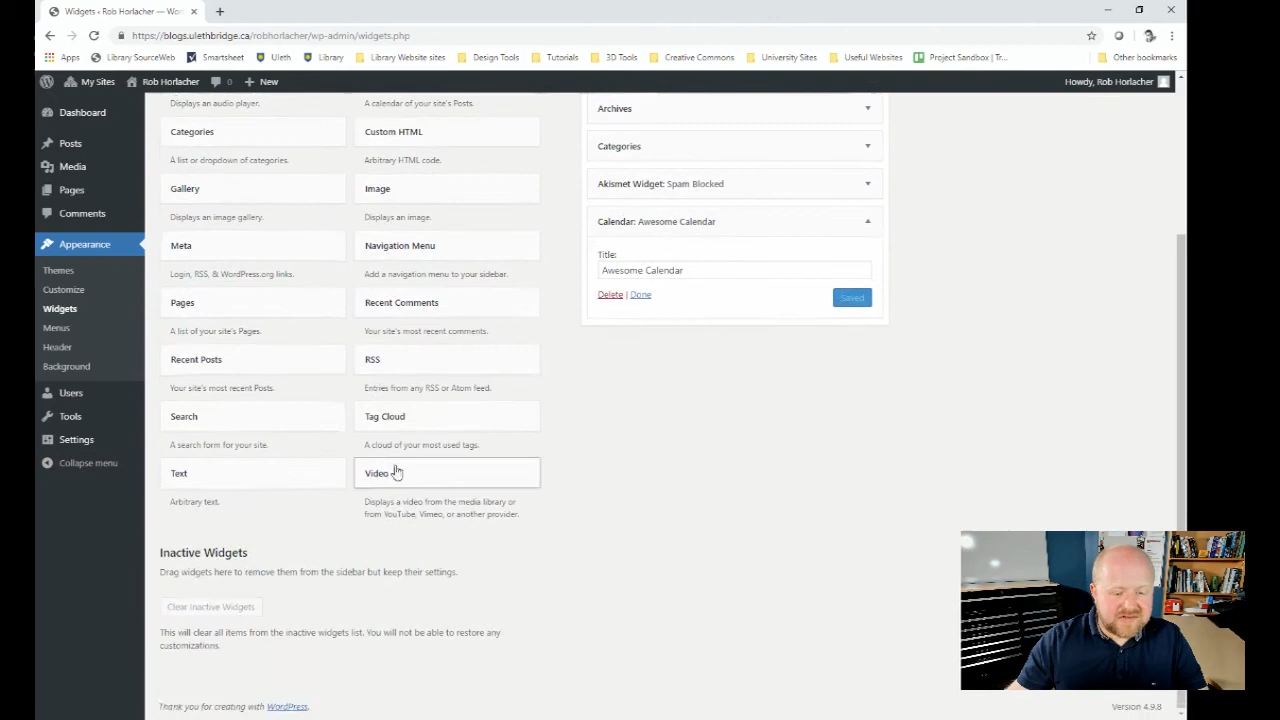 Widgets ‹ Rob Horlacher — Wor
https://blogs.ulethbridge.ca/robhorlacher/wp-admin/widgets.php
Apps Library SourceWeb Smartsheet Uleth Library Library Website sites Design Tools Tutorials 3D Tools Creative Commons University Sites Useful Websites Project Sandbox | Tr... Other bookmarks
My Sites Rob Horlacher 0 New Howdy, Rob Horlacher
Dashboard
Posts
Media
Pages
Comments
Appearance
Themes
Customize
Widgets
Menus
Header
Background
Users
Tools
Settings
Collapse menu
Displays an audio player.
A calendar of your site's Posts.
Categories
Custom HTML
A list or dropdown of categories.
Arbitrary HTML code.
Gallery
Image
Displays an image gallery.
Displays an image.
Meta
Navigation Menu
Login, RSS, & WordPress.org links.
Add a navigation menu to your sidebar.
Pages
Recent Comments
A list of your site's Pages.
Your site's most recent comments.
Recent Posts
RSS
Your site's most recent Posts.
Entries from any RSS or Atom feed.
Search
Tag Cloud
A search form for your site.
A cloud of your most used tags.
Text
Video
Arbitrary text.
Displays a video from the media library or
from YouTube, Vimeo, or another provider.
Inactive Widgets
Drag widgets here to remove them from the sidebar but keep their settings.
Clear Inactive Widgets
This will clear all items from the inactive widgets list. You will not be able to restore any
customizations.
Archives
Categories
Akismet Widget: Spam Blocked
Calendar: Awesome Calendar
Title:
Awesome Calendar
Delete | Done
Saved
Thank you for creating with WordPress.
Version 4.9.8